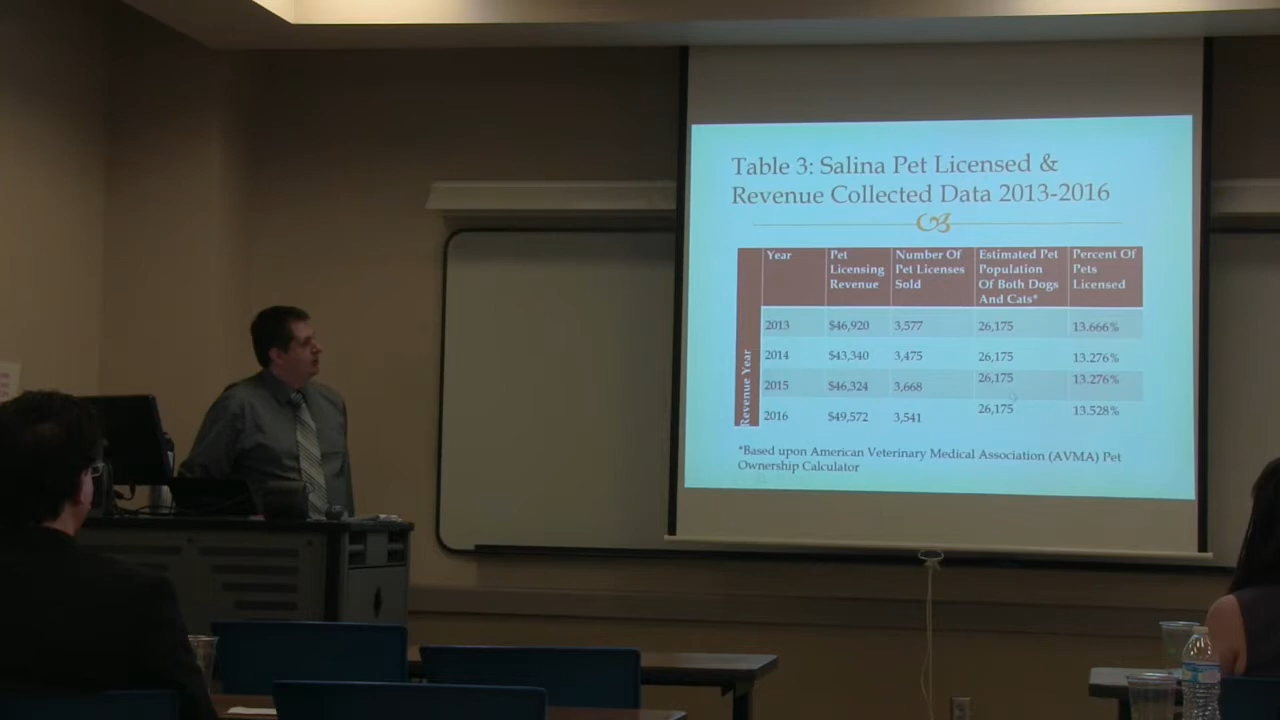 Table 3: Salina Pet Licensed &
Revenue Collected Data 2013-2016
Year
Pet
Licensing
Revenue
Number Of
Pet Licenses
Sold
Estimated Pet
Population
Of Both Dogs
And Cats*
Percent Of
Pets
Licensed
Revenue Year
2013 $46,920 3,577 26,175 13.666%
2014 $43,340 3,475 26,175 13.276%
2015 $46,324 3,668 26,175 13.276%
2016 $49,572 3,541 26,175 13.528%
*Based upon American Veterinary Medical Association (AVMA) Pet
Ownership Calculator